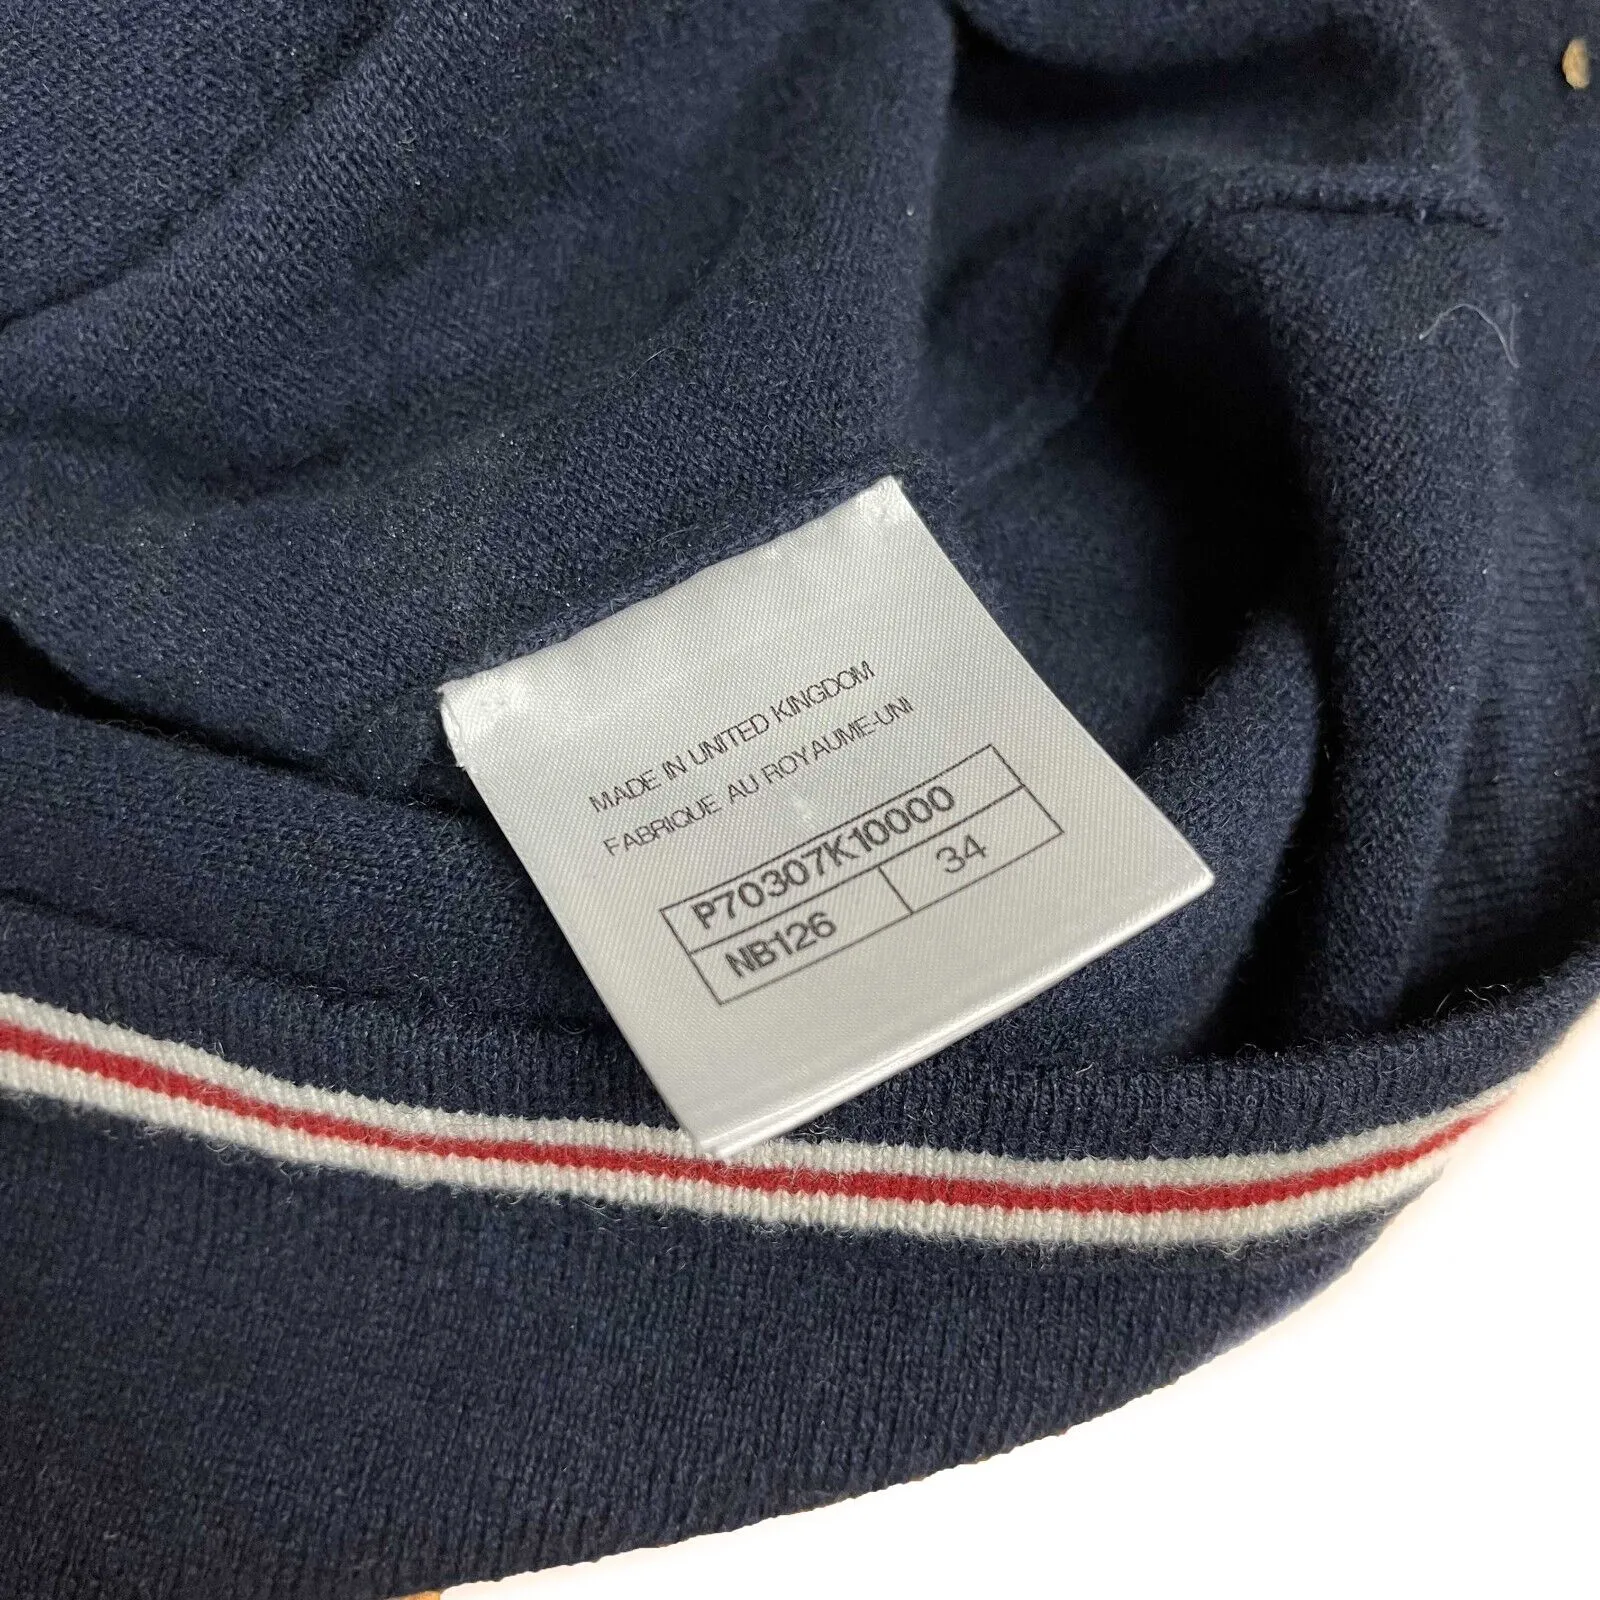 MADE IN UNITED KINGDOM
FABRIQUE AU ROYAUME-UNI
P70307K10000
NB126 34